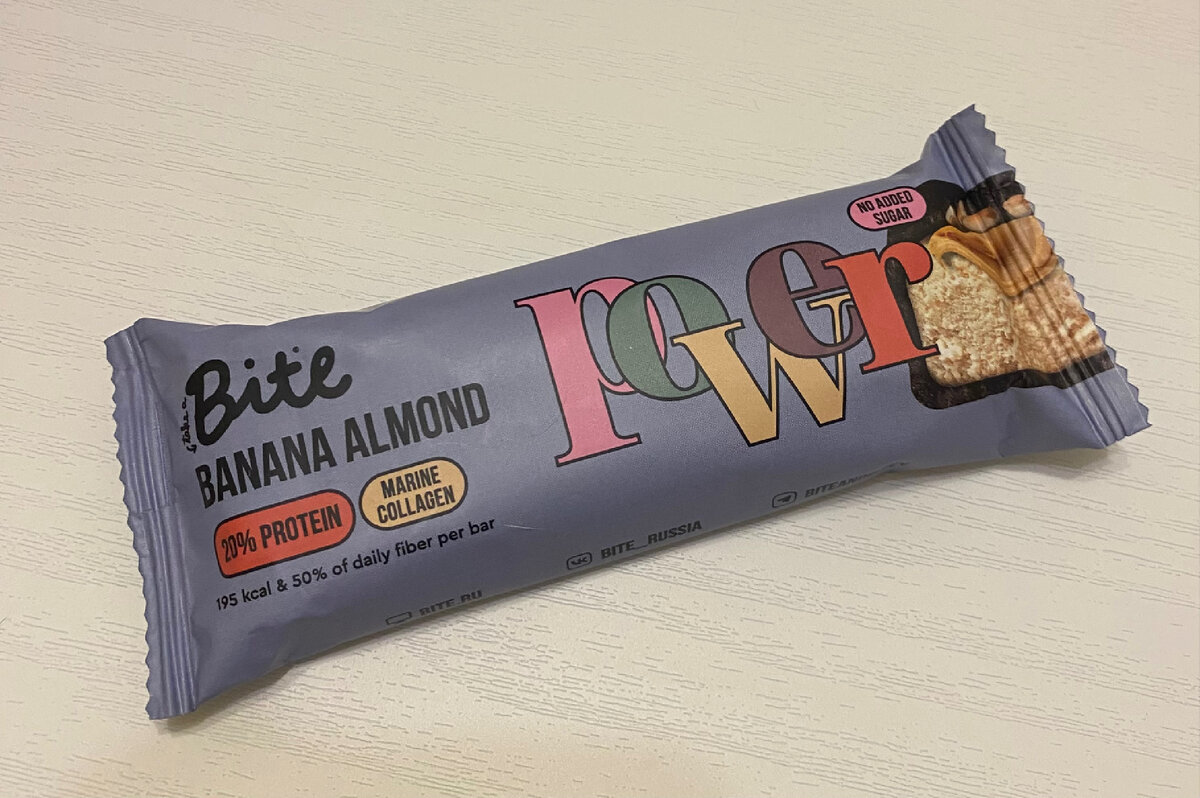 take a
Bite
BANANA ALMOND
20% PROTEIN
MARINE
COLLAGEN
195 kcal & 50% of daily fiber per bar
power
NO ADDED
SUGAR
BITE.RU
BITE_RUSSIA